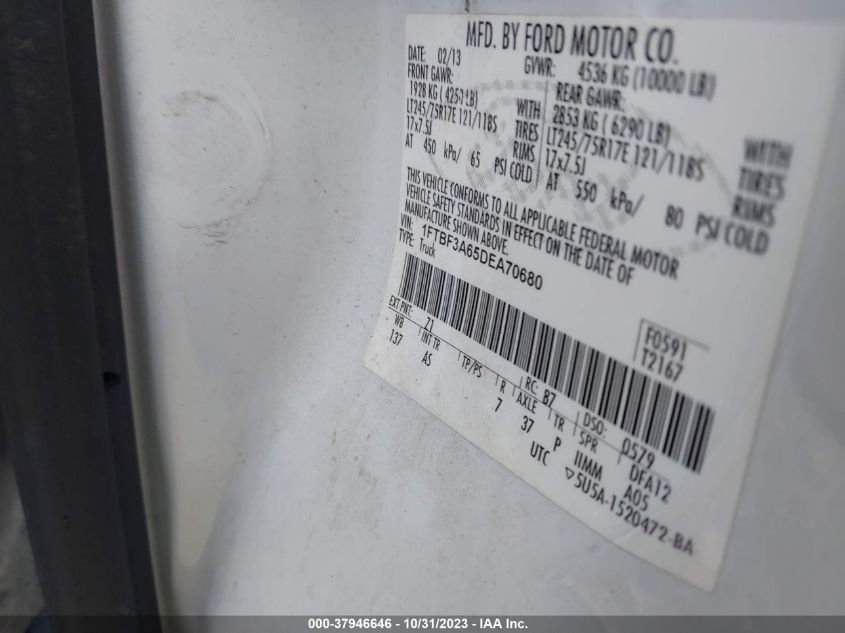 MFD. BY FORD MOTOR CO.
DATE: 02/13 GVWR: 4536 KG (10000 LB)
FRONT GAWR: REAR GAWR:
1928 KG (4251LB) WITH 2853 KG (6290 LB) WITH
LT245/75R17E 121/118S TIRES LT245/75R17E 121/118S TIRES
17x7.5J RIMS 17x7.5J RIMS
AT 450 kPa/ 65 PSI COLD AT 550 kPa/ 80 PSI COLD
THIS VEHICLE CONFORMS TO ALL APPLICABLE FEDERAL MOTOR
VEHICLE SAFETY STANDARDS IN EFFECT ON THE DATE OF
MANUFACTURE SHOWN ABOVE.
VIN: 1FTBF3A65DEA70680
TYPE: Truck
F0591
T2167
EXT PNT: Z1 RC: 87 DSO: 0579
WB INT TR TP/PS R AXLE TR SPR DFA12
137 AS 7 37 P IIMM A05
UTC ▽5U5A-1520472-BA
000-37946646 - 10/31/2023 - IAA Inc.